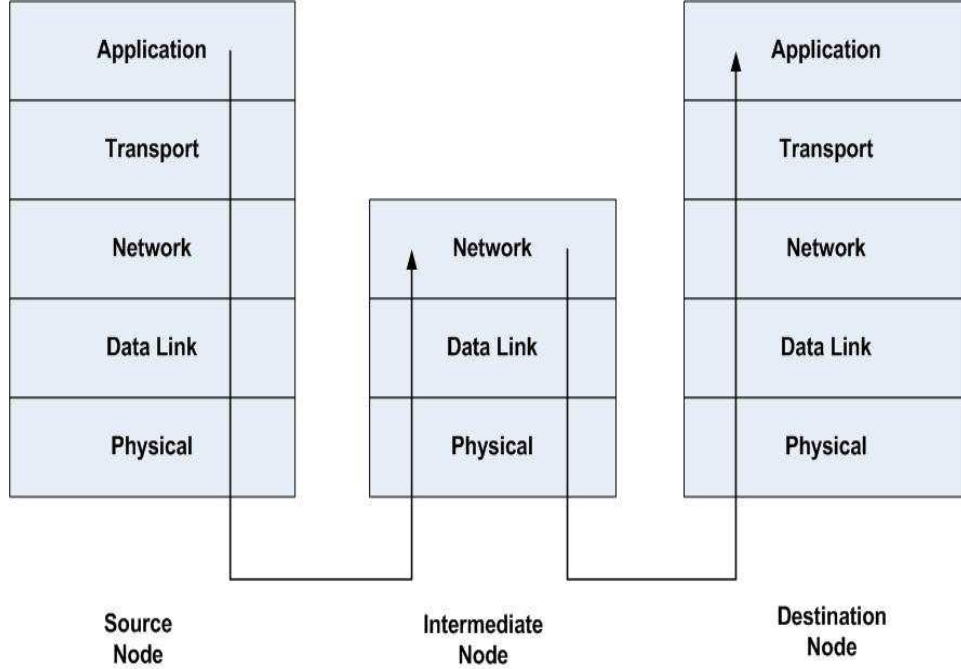 Application
Transport
Network
Data Link
Physical
Source
Node
Network
Data Link
Physical
Intermediate
Node
Application
Transport
Network
Data Link
Physical
Destination
Node